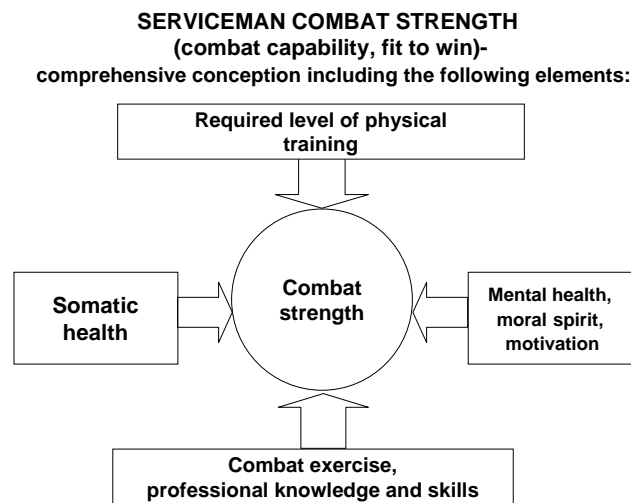 SERVICEMAN COMBAT STRENGTH
(combat capability, fit to win)-
comprehensive conception including the following elements:
Required level of physical
training
Somatic
health
Combat
strength
Mental health,
moral spirit,
motivation
Combat exercise,
professional knowledge and skills